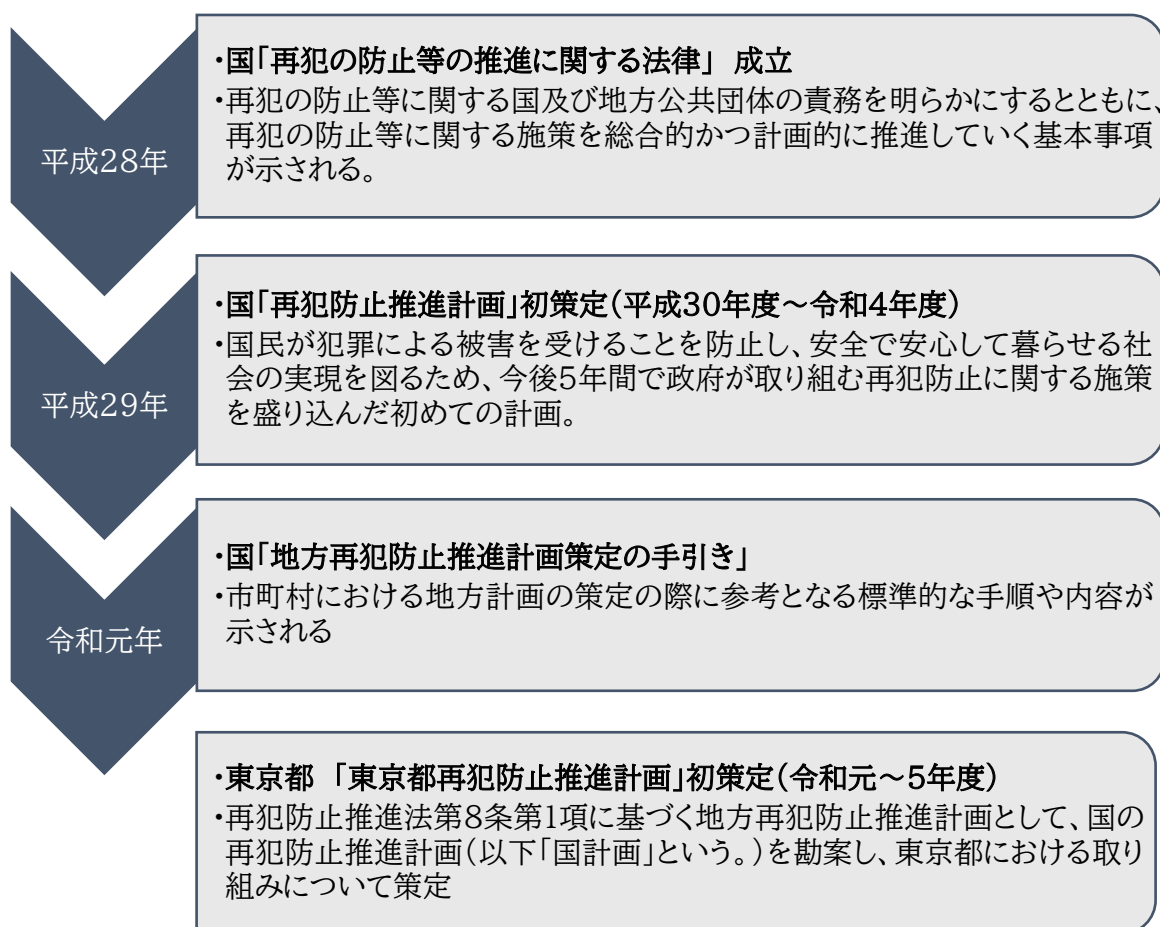 平成28年
・国「再犯の防止等の推進に関する法律」 成立
・再犯の防止等に関する国及び地方公共団体の責務を明らかにするとともに、
再犯の防止等に関する施策を総合的かつ計画的に推進していく基本事項
が示される。
平成29年
・国「再犯防止推進計画」初策定(平成30年度～令和4年度)
・国民が犯罪による被害を受けることを防止し、安全で安心して暮らせる社
会の実現を図るため、今後5年間で政府が取り組む再犯防止に関する施策
を盛り込んだ初めての計画。
令和元年
・国「地方再犯防止推進計画策定の手引き」
・市町村における地方計画の策定の際に参考となる標準的な手順や内容が
示される
・東京都 「東京都再犯防止推進計画」初策定(令和元～5年度)
・再犯防止推進法第8条第1項に基づく地方再犯防止推進計画として、国の
再犯防止推進計画(以下「国計画」という。)を勘案し、東京都における取り
組みについて策定